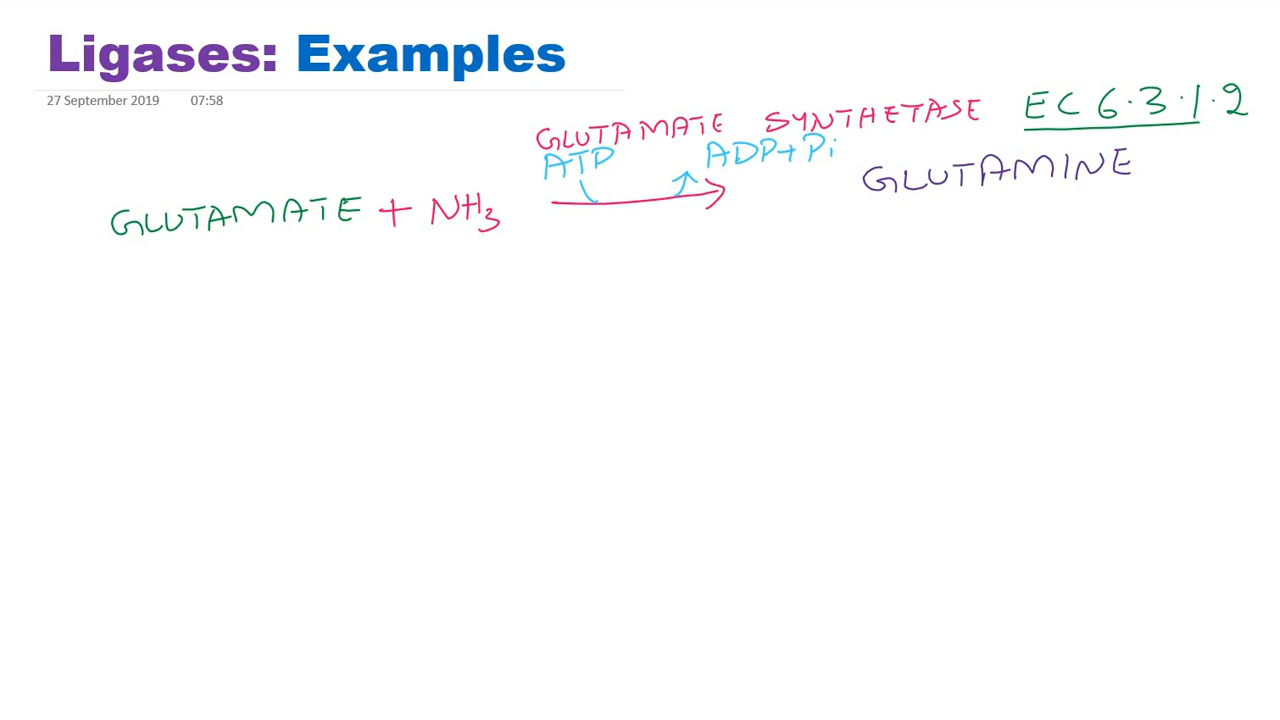 Ligases: Examples
27 September 2019 07:58
GLUTAMATE SYNTHETASE EC 6.3.1.2
ATP ADP+Pi
GLUTAMATE + NH3 GLUTAMINE